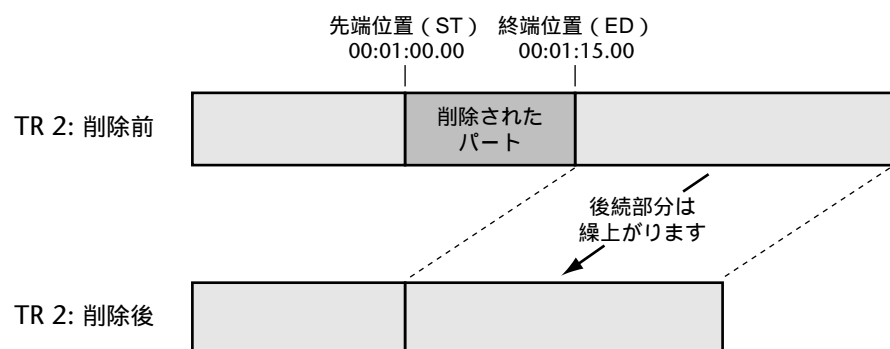 先端位置（ST） 終端位置（ED）
00:01:00.00 00:01:15.00
TR 2: 削除前
削除された
パート
後続部分は
繰上がります
TR 2: 削除後